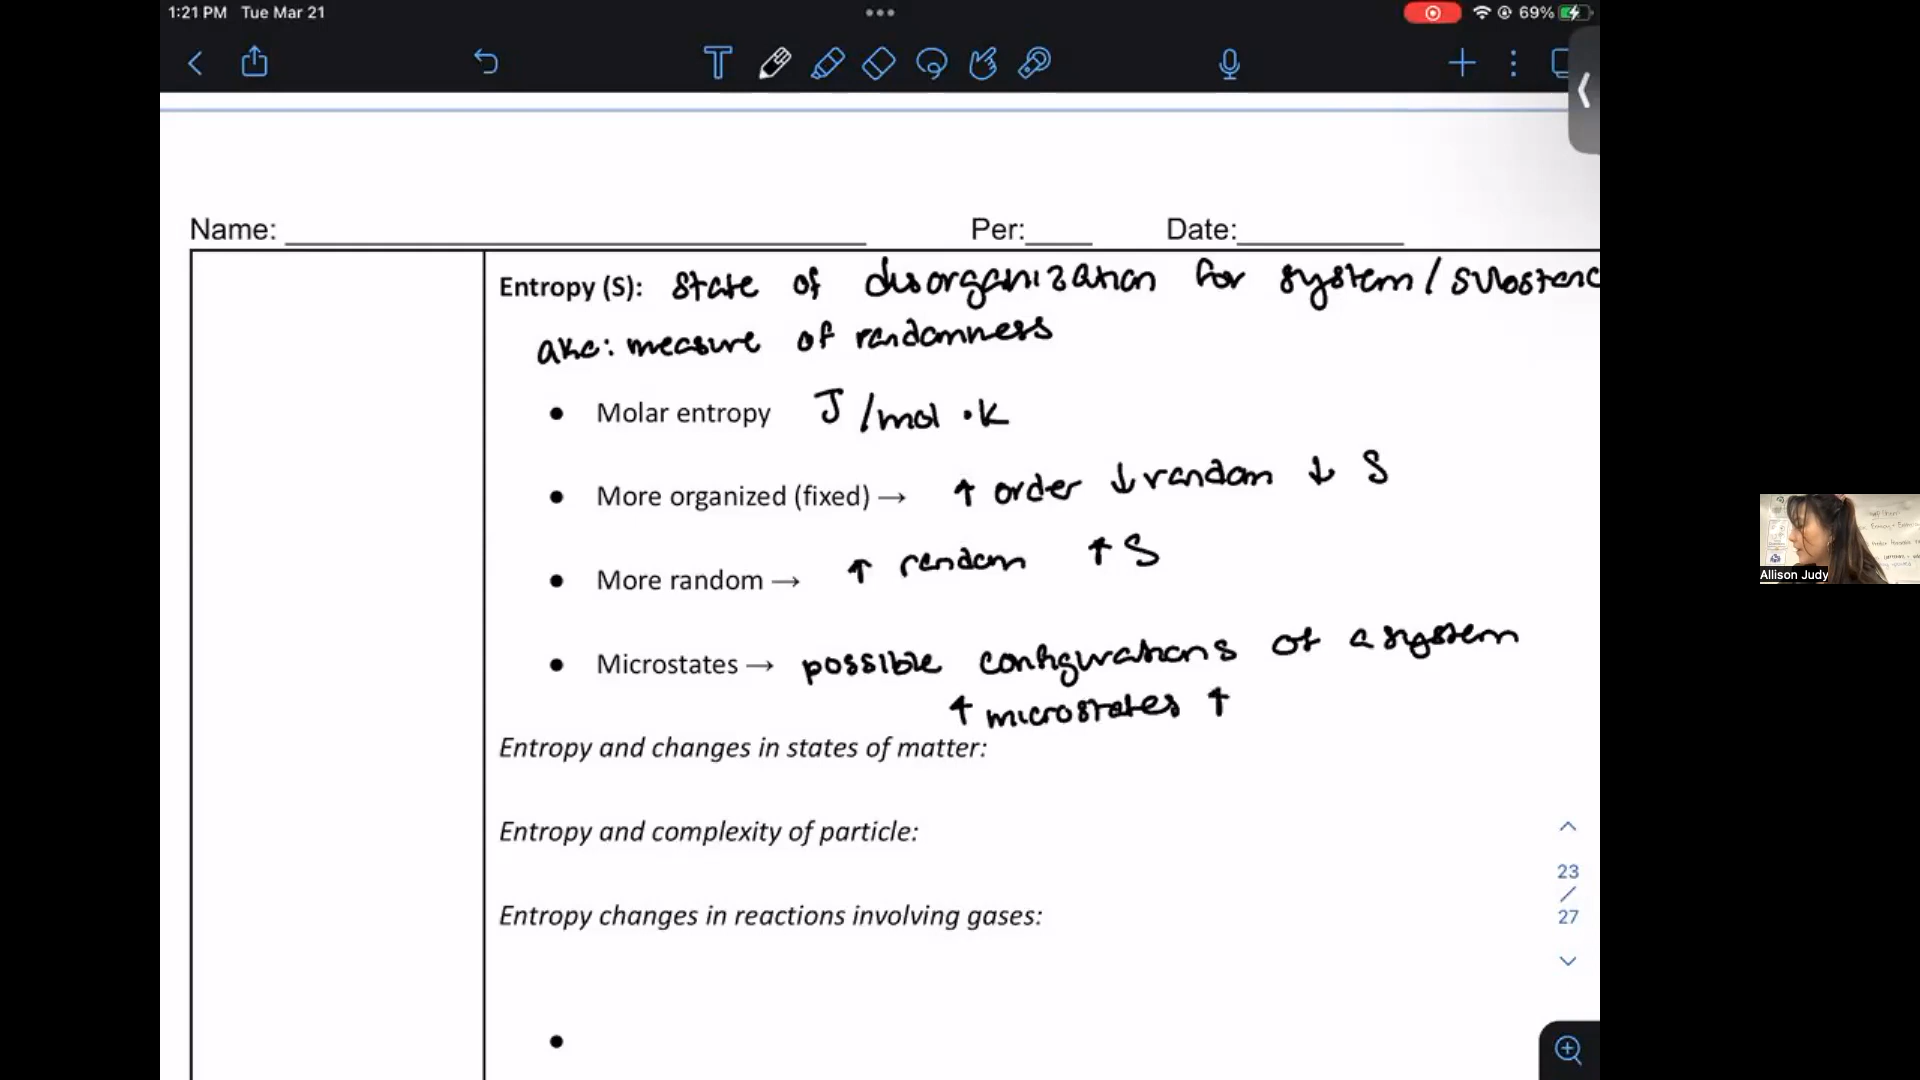 1:21 PM Tue Mar 21
69%
Name: Per: Date:
Entropy (S): state of disorganization for system / substanc
aka: measure of randomness
• Molar entropy J/mol · K
• More organized (fixed) → ↑ order ↓ random ↓ S
• More random → ↑ random ↑ S
• Microstates → possible configurations of a system
↑ microstates ↑
Entropy and changes in states of matter:
Entropy and complexity of particle:
Entropy changes in reactions involving gases:
•
23
/
27
Allison Judy